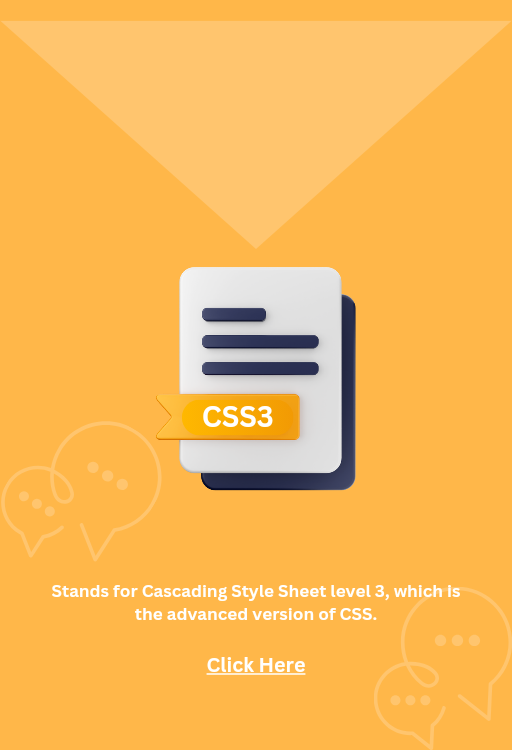 CSS3
Stands for Cascading Style Sheet level 3, which is
the advanced version of CSS.
Click Here